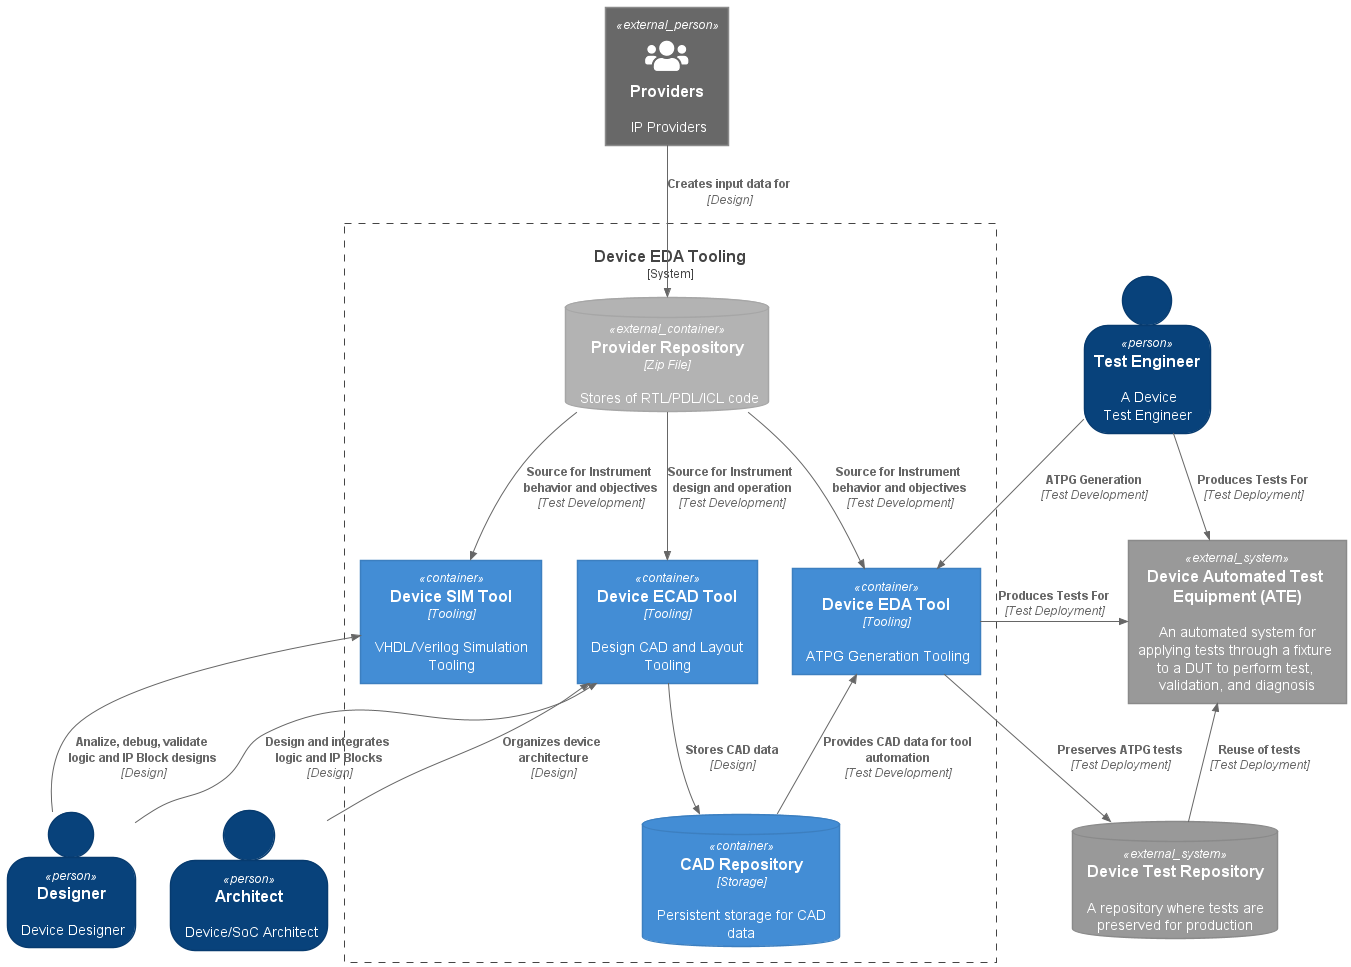 «external_person»
Providers
IP Providers
Creates input data for
[Design]
Device EDA Tooling
[System]
«external_container»
Provider Repository
[Zip File]
Stores of RTL/PDL/ICL code
«person»
Test Engineer
A Device
Test Engineer
Source for Instrument
behavior and objectives
[Test Development]
Source for Instrument
design and operation
[Test Development]
Source for Instrument
behavior and objectives
[Test Development]
ATPG Generation
[Test Development]
Produces Tests For
[Test Deployment]
«container»
Device SIM Tool
[Tooling]
VHDL/Verilog Simulation
Tooling
«container»
Device ECAD Tool
[Tooling]
Design CAD and Layout
Tooling
«container»
Device EDA Tool
[Tooling]
ATPG Generation Tooling
Produces Tests For
[Test Deployment]
«external_system»
Device Automated Test
Equipment (ATE)
An automated system for
applying tests through a fixture
to a DUT to perform test,
validation, and diagnosis
Analize, debug, validate
logic and IP Block designs
[Design]
Design and integrates
logic and IP Blocks
[Design]
Organizes device
architecture
[Design]
Stores CAD data
[Design]
Provides CAD data for tool
automation
[Test Development]
Preserves ATPG tests
[Test Deployment]
Reuse of tests
[Test Deployment]
«person»
Designer
Device Designer
«person»
Architect
Device/SoC Architect
«container»
CAD Repository
[Storage]
Persistent storage for CAD
data
«external_system»
Device Test Repository
A repository where tests are
preserved for production